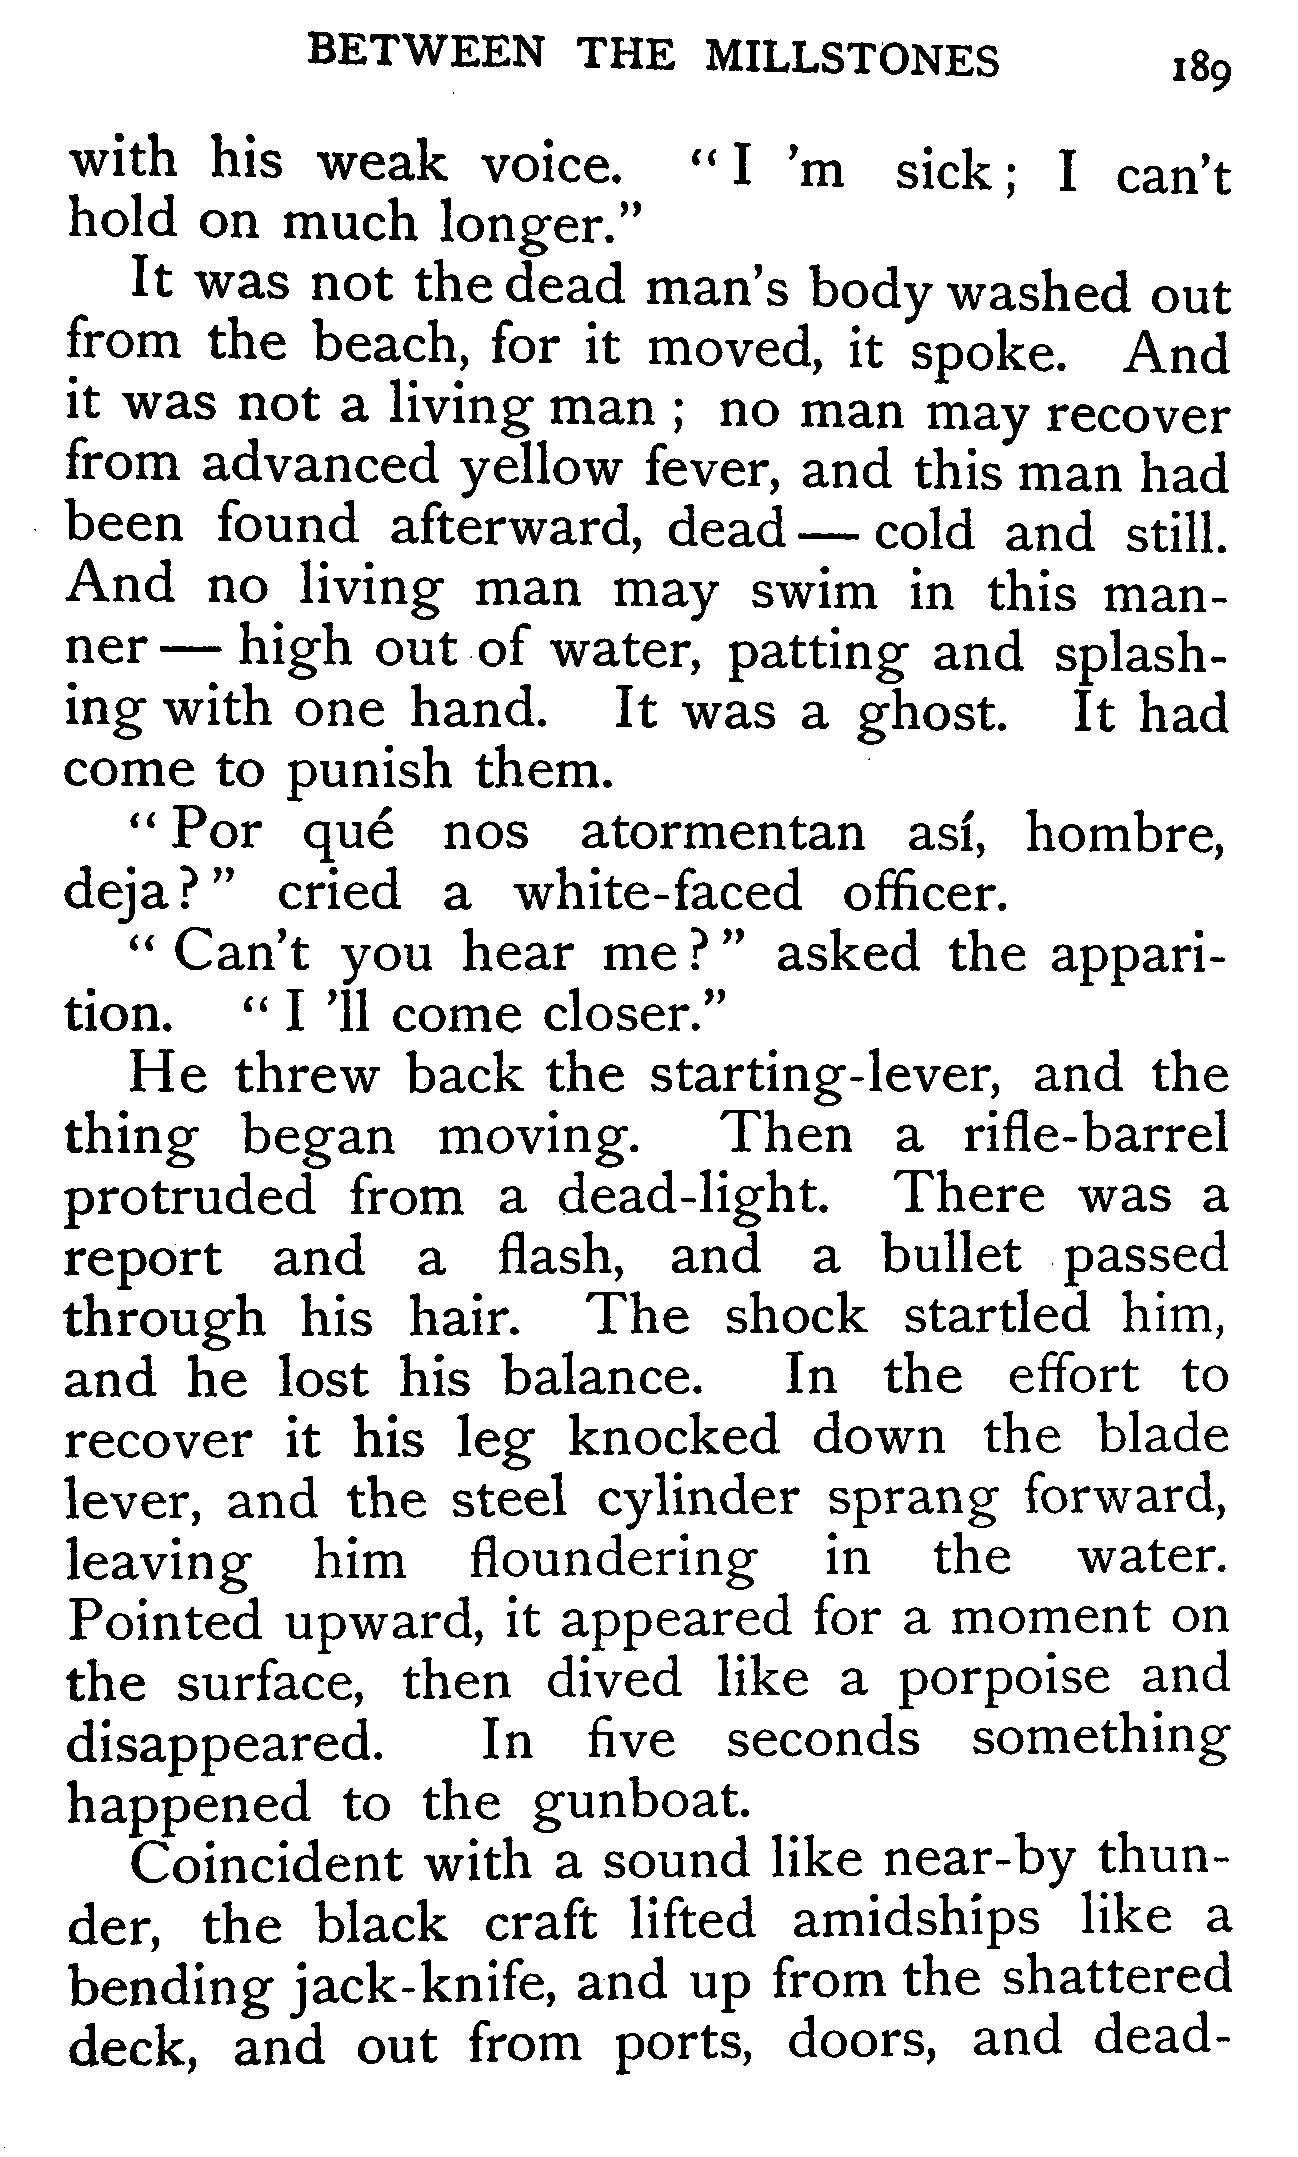 BETWEEN THE MILLSTONES 189
with his weak voice. “I 'm sick; I can't
hold on much longer.”
It was not the dead man's body washed out
from the beach, for it moved, it spoke. And
it was not a living man; no man may recover
from advanced yellow fever, and this man had
been found afterward, dead — cold and still.
And no living man may swim in this man-
ner — high out of water, patting and splash-
ing with one hand. It was a ghost. It had
come to punish them.
“Por qué nos atormentan así, hombre,
deja?” cried a white-faced officer.
“Can't you hear me?” asked the appari-
tion. “I 'll come closer.”
He threw back the starting-lever, and the
thing began moving. Then a rifle-barrel
protruded from a dead-light. There was a
report and a flash, and a bullet passed
through his hair. The shock startled him,
and he lost his balance. In the effort to
recover it his leg knocked down the blade
lever, and the steel cylinder sprang forward,
leaving him floundering in the water.
Pointed upward, it appeared for a moment on
the surface, then dived like a porpoise and
disappeared. In five seconds something
happened to the gunboat.
Coincident with a sound like near-by thun-
der, the black craft lifted amidships like a
bending jack-knife, and up from the shattered
deck, and out from ports, doors, and dead-